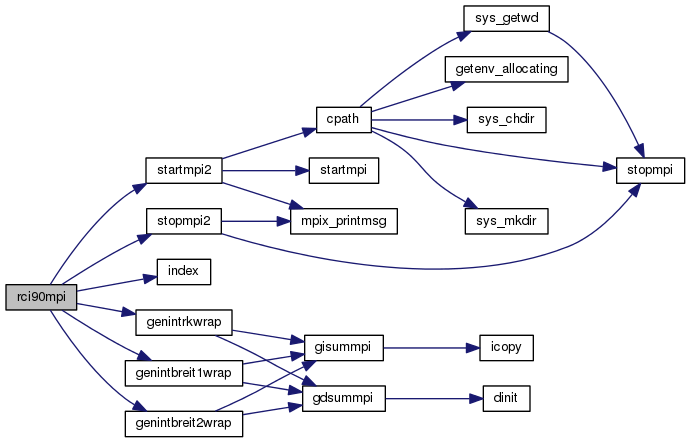 sys_getwd
getenv_allocating
cpath
sys_chdir
startmpi2
startmpi
stopmpi
stopmpi2
mpix_printmsg
sys_mkdir
index
rci90mpi
genintrkwrap
gisummpi
icopy
genintbreit1wrap
gdsummpi
dinit
genintbreit2wrap